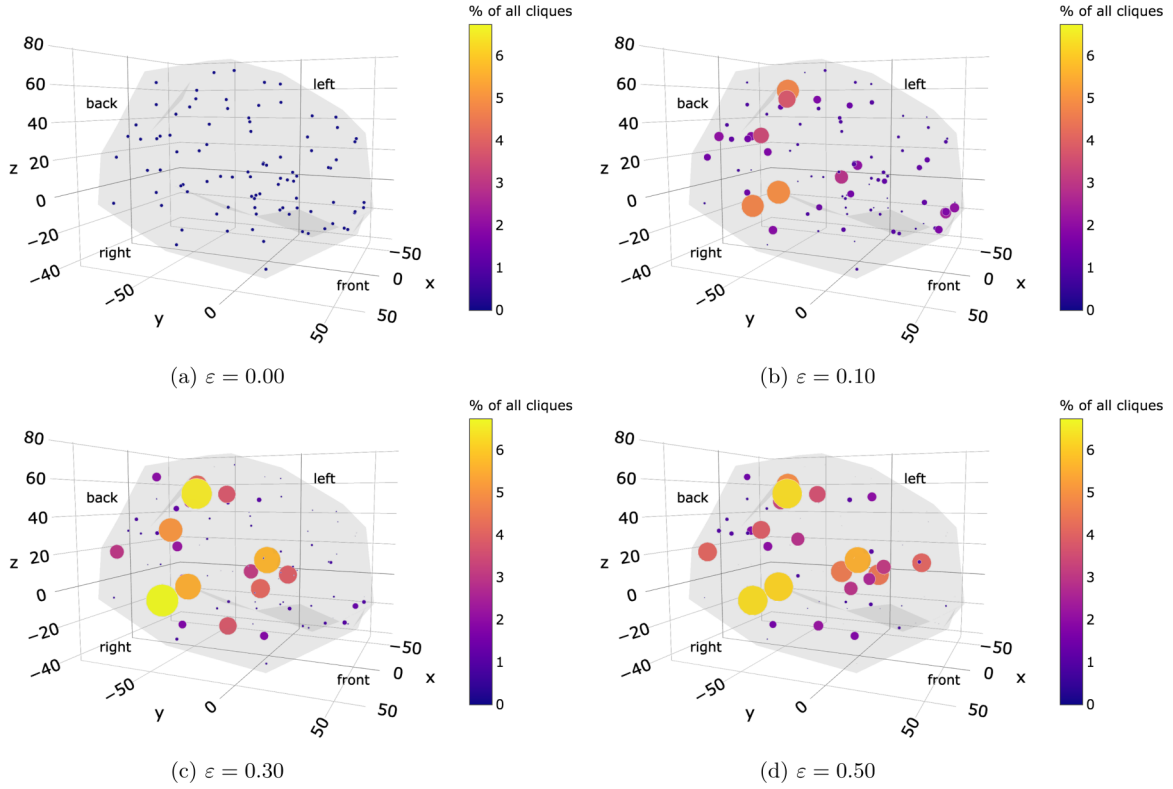 % of all cliques
80
60
40
20
0
−20
−40
z
back
left
right
front
−50
0
50
y
−50
0
50
x
6
5
4
3
2
1
0
(a) ε = 0.00
% of all cliques
80
60
40
20
0
−20
−40
z
back
left
right
front
−50
0
50
y
−50
0
50
x
6
5
4
3
2
1
0
(b) ε = 0.10
% of all cliques
80
60
40
20
0
−20
−40
z
back
left
right
front
−50
0
50
y
−50
0
50
x
6
5
4
3
2
1
0
(c) ε = 0.30
% of all cliques
80
60
40
20
0
−20
−40
z
back
left
right
front
−50
0
50
y
−50
0
50
x
6
5
4
3
2
1
0
(d) ε = 0.50